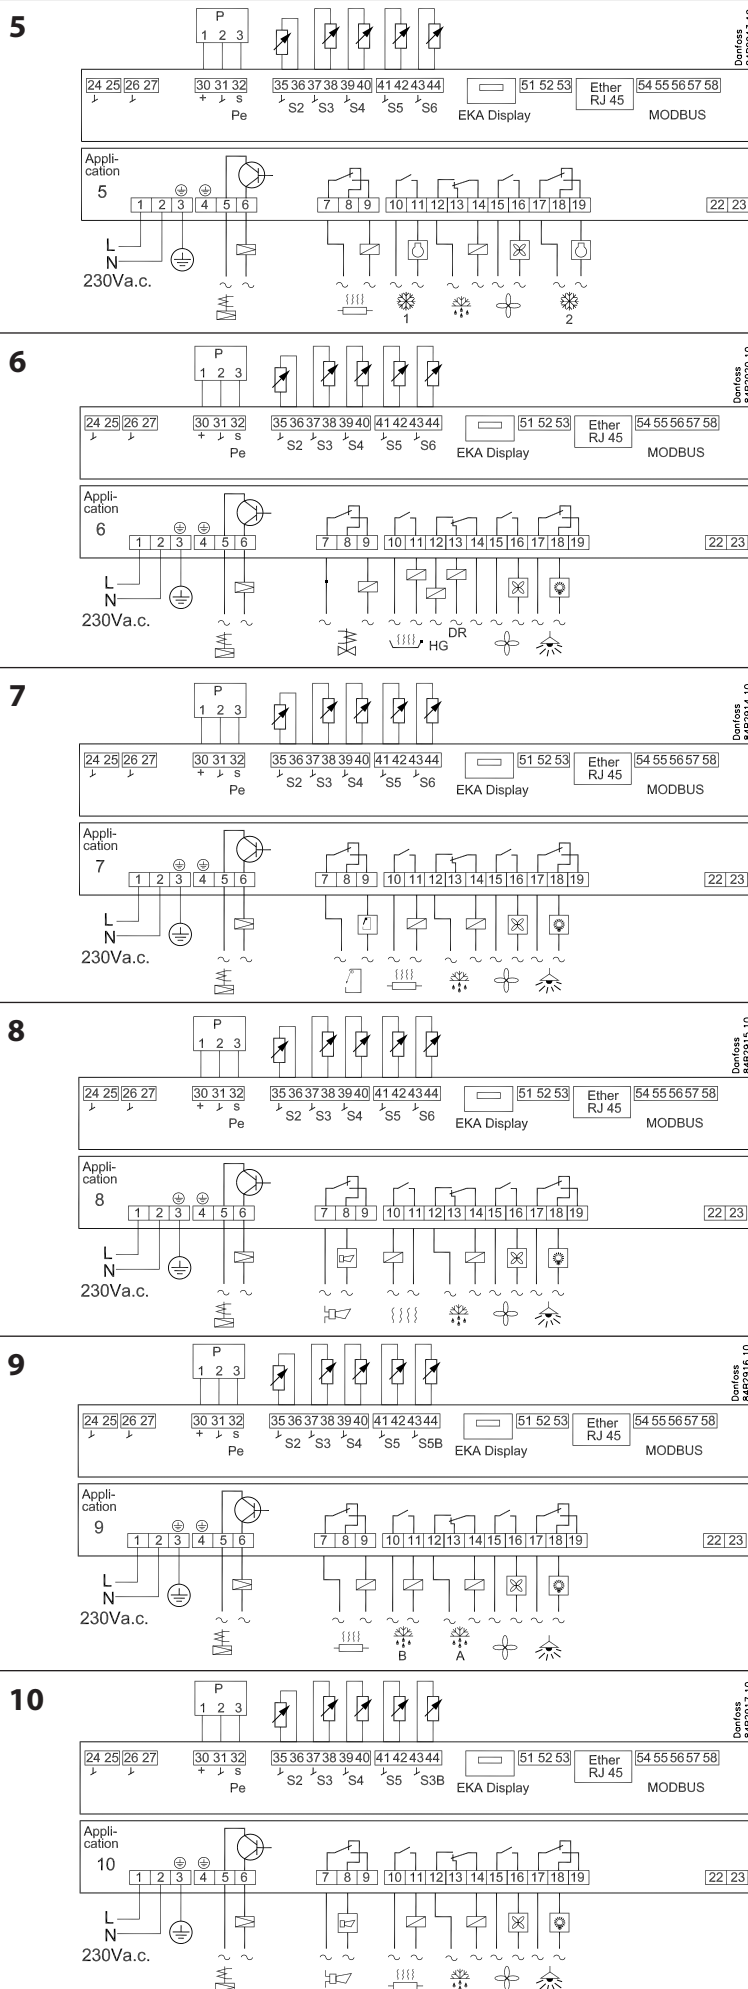 5
P
1 2 3
Danfoss
24 25 26 27 30 31 32 35 36 37 38 39 40 41 42 43 44 51 52 53 Ether 54 55 56 57 58
RJ 45
+ s S2 S3 S4 S5 S6
Pe EKA Display MODBUS
Appli-
cation
5
1 2 3 4 5 6 7 8 9 10 11 12 13 14 15 16 17 18 19 22 23
L
N
230Va.c.
1 2
6
P
1 2 3
Danfoss
24 25 26 27 30 31 32 35 36 37 38 39 40 41 42 43 44 51 52 53 Ether 54 55 56 57 58
RJ 45
+ s S2 S3 S4 S5 S6
Pe EKA Display MODBUS
Appli-
cation
6
1 2 3 4 5 6 7 8 9 10 11 12 13 14 15 16 17 18 19 22 23
L
N
230Va.c.
DR
HG
7
P
1 2 3
Danfoss
84B2914.10
24 25 26 27 30 31 32 35 36 37 38 39 40 41 42 43 44 51 52 53 Ether 54 55 56 57 58
RJ 45
+ s S2 S3 S4 S5 S6
Pe EKA Display MODBUS
Appli-
cation
7
1 2 3 4 5 6 7 8 9 10 11 12 13 14 15 16 17 18 19 22 23
L
N
230Va.c.
8
P
1 2 3
Danfoss
84B2915.10
24 25 26 27 30 31 32 35 36 37 38 39 40 41 42 43 44 51 52 53 Ether 54 55 56 57 58
RJ 45
+ s S2 S3 S4 S5 S6
Pe EKA Display MODBUS
Appli-
cation
8
1 2 3 4 5 6 7 8 9 10 11 12 13 14 15 16 17 18 19 22 23
L
N
230Va.c.
9
P
1 2 3
Danfoss
84B2916.10
24 25 26 27 30 31 32 35 36 37 38 39 40 41 42 43 44 51 52 53 Ether 54 55 56 57 58
RJ 45
+ s S2 S3 S4 S5 S5B
Pe EKA Display MODBUS
Appli-
cation
9
1 2 3 4 5 6 7 8 9 10 11 12 13 14 15 16 17 18 19 22 23
L
N
230Va.c.
B A
10
P
1 2 3
Danfoss
84B2917.10
24 25 26 27 30 31 32 35 36 37 38 39 40 41 42 43 44 51 52 53 Ether 54 55 56 57 58
RJ 45
+ s S2 S3 S4 S5 S3B
Pe EKA Display MODBUS
Appli-
cation
10
1 2 3 4 5 6 7 8 9 10 11 12 13 14 15 16 17 18 19 22 23
L
N
230Va.c.